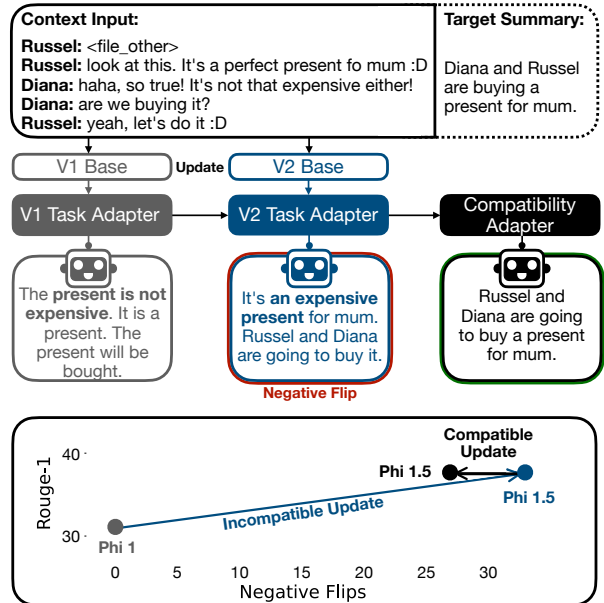 Context Input:
Russel: <file_other>
Russel: look at this. It's a perfect present fo mum :D
Diana: haha, so true! It's not that expensive either!
Diana: are we buying it?
Russel: yeah, let's do it :D
Target Summary:
Diana and Russel
are buying a
present for mum.
V1 Base
Update
V2 Base
V1 Task Adapter
V2 Task Adapter
Compatibility
Adapter
The present is not
expensive. It is a
present. The
present will be
bought.
It's an expensive
present for mum.
Russel and Diana
are going to buy it.
Negative Flip
Russel and
Diana are going
to buy a present
for mum.
Rouge-1
40
30
Compatible
Update
Phi 1.5
Phi 1.5
Incompatible Update
Phi 1
0 5 10 15 20 25 30
Negative Flips